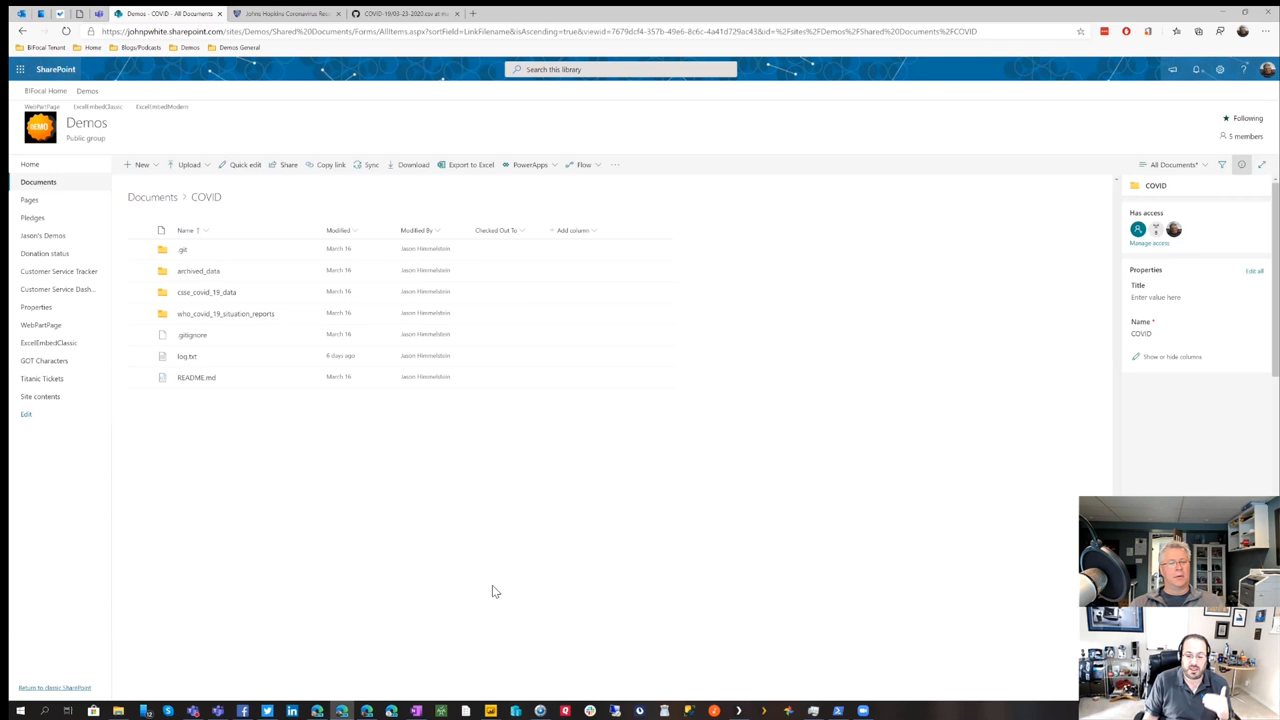 Demos - COVID - All Documents
Johns Hopkins Coronavirus Res
COVID-19/03-23-2020.csv at m
https://johnpwhite.sharepoint.com/sites/Demos/Shared%20Documents/Forms/AllItems.aspx?sortField=LinkFilename&isAscending=true&viewid=7679dcf4-357b-49e6-8c6c-4a41d729ac43&id=%2Fsites%2FDemos%2FShared%20Documents%2FCOVID
BIFocal Tenant
Home
Blogs/Podcasts
Demos
Demos General
SharePoint
Search this library
BIFocal Home
Demos
WebPartPage
ExcelEmbedClassic
ExcelEmbedModern
DEMO
Demos
Public group
Following
5 members
Home
Documents
Pages
Pledges
Jason's Demos
Donation status
Customer Service Tracker
Customer Service Dash...
Properties
WebPartPage
ExcelEmbedClassic
GOT Characters
Titanic Tickets
Site contents
Edit
Return to classic SharePoint
+ New
Upload
Quick edit
Share
Copy link
Sync
Download
Export to Excel
PowerApps
Flow
...
All Documents*
Documents > COVID
Name ↑
Modified
Modified By
Checked Out To
+ Add column
.git
March 16
Jason Himmelstein
archived_data
March 16
Jason Himmelstein
csse_covid_19_data
March 16
Jason Himmelstein
who_covid_19_situation_reports
March 16
Jason Himmelstein
.gitignore
March 16
Jason Himmelstein
log.txt
6 days ago
Jason Himmelstein
README.md
March 16
Jason Himmelstein
COVID
Has access
Manage access
Properties
Edit all
Title
Enter value here
Name *
COVID
Show or hide columns